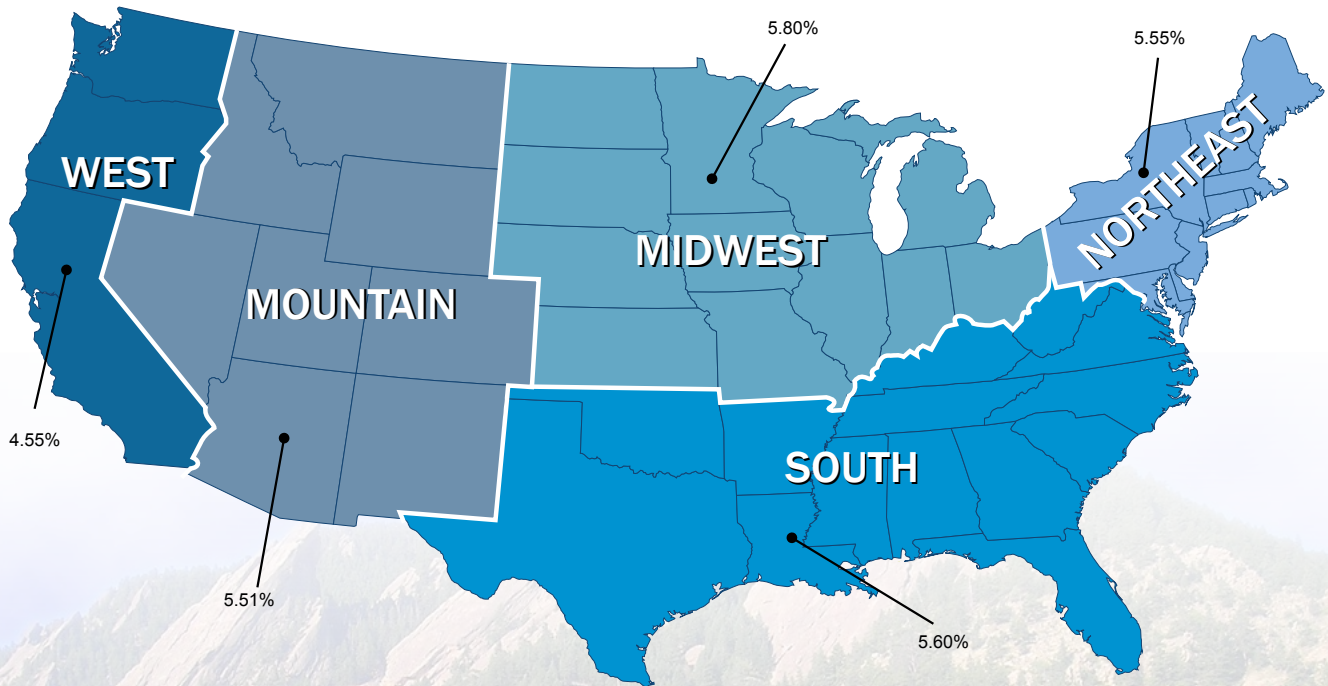 5.80%
5.55%
WEST
NORTHEAST
MIDWEST
MOUNTAIN
4.55%
SOUTH
5.51%
5.60%